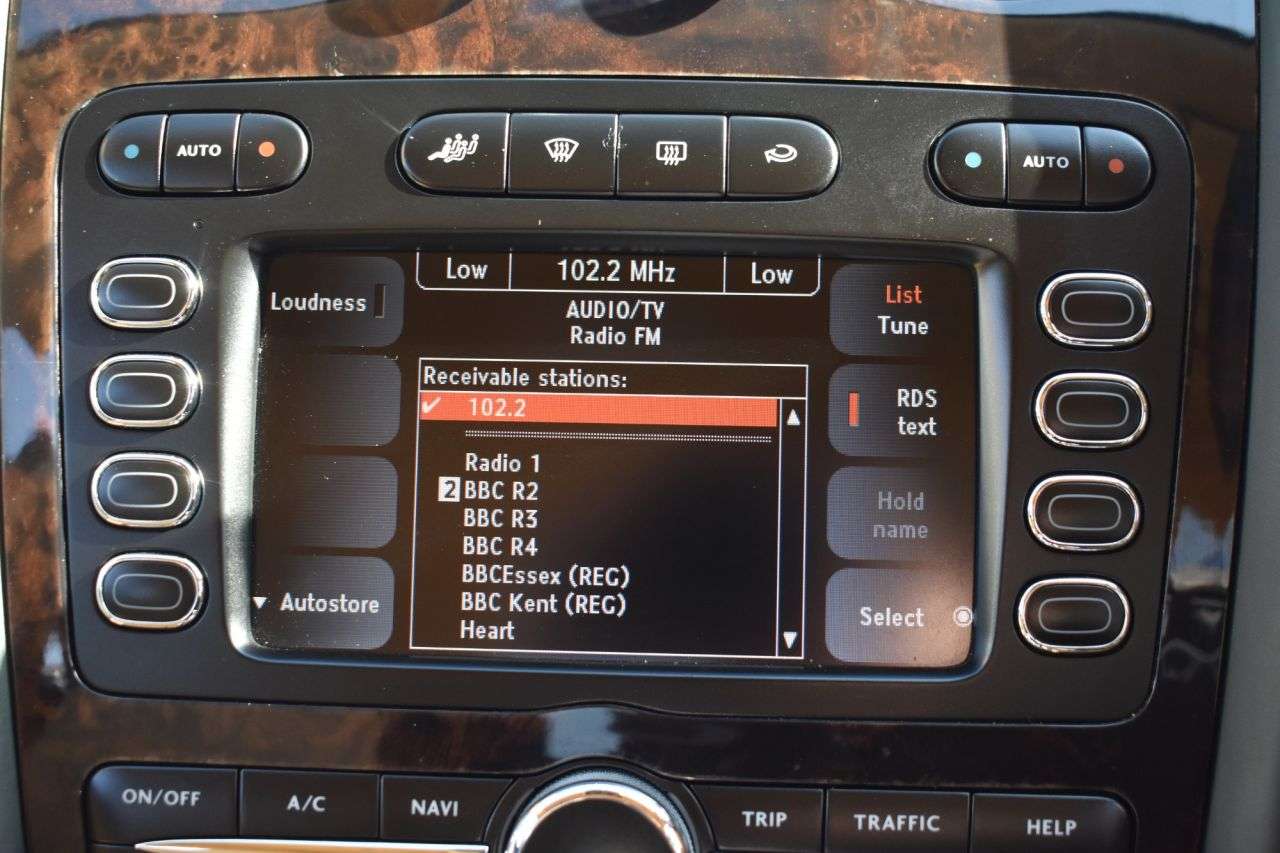 AUTO
AUTO
Low 102.2 MHz Low
AUDIO/TV
Radio FM
Loudness
List
Tune
Receivable stations:
✓ 102.2
RDS
text
Radio 1
2 BBC R2
BBC R3
BBC R4
BBCEssex (REG)
BBC Kent (REG)
Heart
Hold
name
Autostore
Select
ON/OFF
A/C
NAVI
TRIP
TRAFFIC
HELP